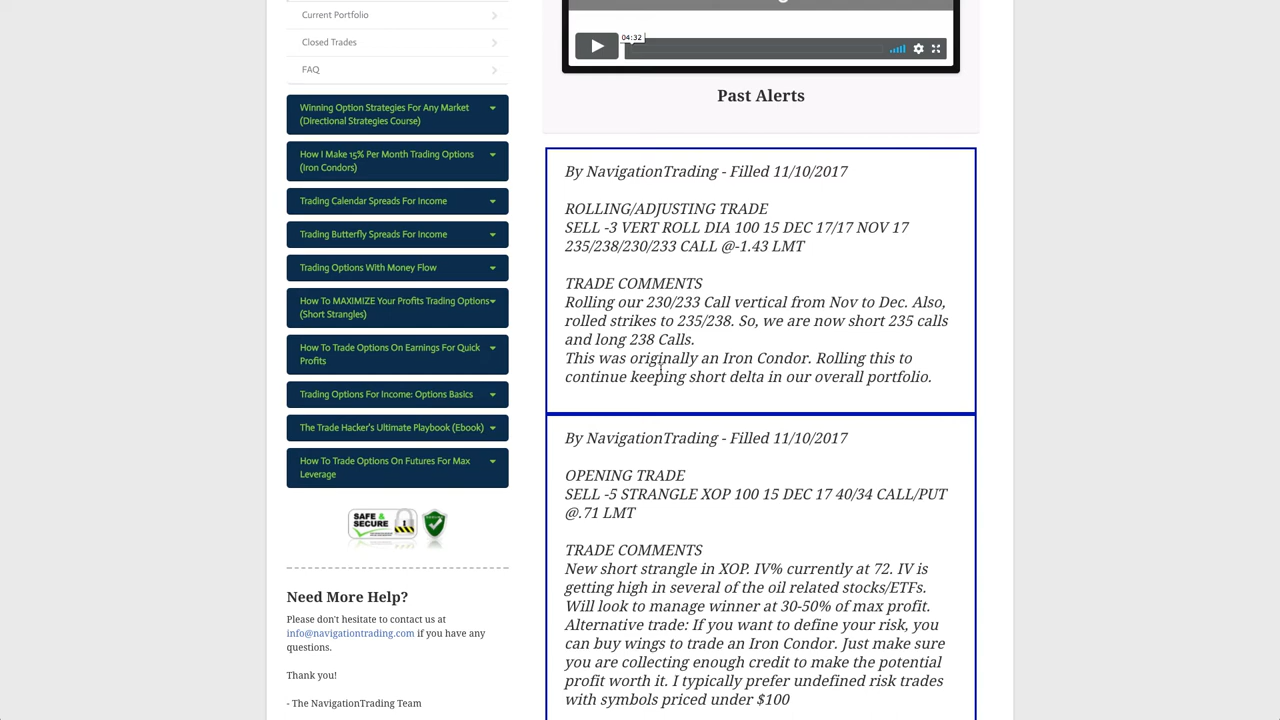 Current Portfolio
Closed Trades
FAQ
Winning Option Strategies For Any Market
(Directional Strategies Course)
How I Make 15% Per Month Trading Options
(Iron Condors)
Trading Calendar Spreads For Income
Trading Butterfly Spreads For Income
Trading Options With Money Flow
How To MAXIMIZE Your Profits Trading Options
(Short Strangles)
How To Trade Options On Earnings For Quick
Profits
Trading Options For Income: Options Basics
The Trade Hacker's Ultimate Playbook (Ebook)
How To Trade Options On Futures For Max
Leverage
SAFE &
SECURE
Need More Help?
Please don't hesitate to contact us at
info@navigationtrading.com if you have any
questions.
Thank you!
- The NavigationTrading Team
04:32
Past Alerts
By NavigationTrading - Filled 11/10/2017
ROLLING/ADJUSTING TRADE
SELL -3 VERT ROLL DIA 100 15 DEC 17/17 NOV 17
235/238/230/233 CALL @-1.43 LMT
TRADE COMMENTS
Rolling our 230/233 Call vertical from Nov to Dec. Also,
rolled strikes to 235/238. So, we are now short 235 calls
and long 238 Calls.
This was originally an Iron Condor. Rolling this to
continue keeping short delta in our overall portfolio.
By NavigationTrading - Filled 11/10/2017
OPENING TRADE
SELL -5 STRANGLE XOP 100 15 DEC 17 40/34 CALL/PUT
@.71 LMT
TRADE COMMENTS
New short strangle in XOP. IV% currently at 72. IV is
getting high in several of the oil related stocks/ETFs.
Will look to manage winner at 30-50% of max profit.
Alternative trade: If you want to define your risk, you
can buy wings to trade an Iron Condor. Just make sure
you are collecting enough credit to make the potential
profit worth it. I typically prefer undefined risk trades
with symbols priced under $100